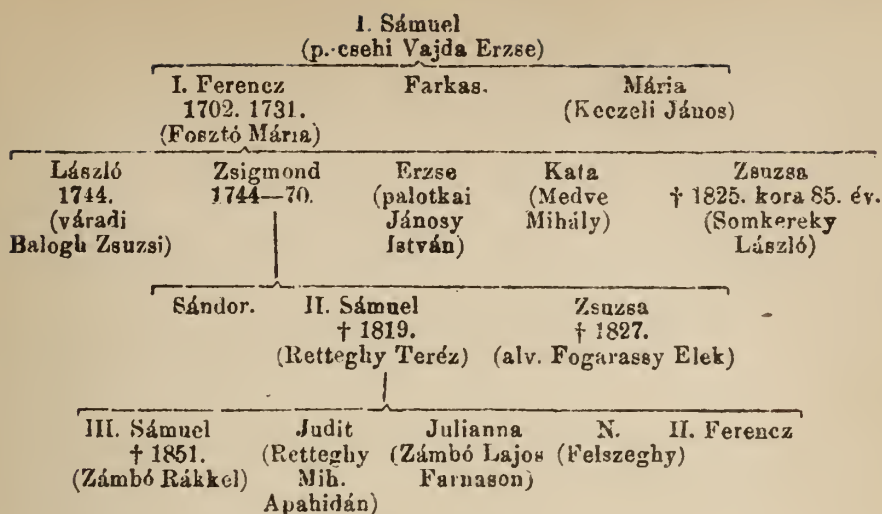 I. Sámuel
(p. csehi Vajda Erzse)
I. Ferencz Farkas. Mária
1702. 1731. (Keczeli János)
(Fosztó Mária)
László Zsigmond Erzse Kata Zsuzsa
1744. 1744—70. (palotkai (Medve † 1825. kora 85. év.
(váradi Jánosy Mihály) (Somkereky
Balogh Zsuzsi) István) László)
Sándor. II. Sámuel Zsuzsa
† 1819. † 1827.
(Retteghy Teréz) (alv. Fogarassy Elek)
III. Sámuel Judit Julianna N. II. Ferencz
† 1851. (Retteghy (Zámbó Lajos (Felszeghy)
(Zámbó Rákkel) Mih. Farnason)
Apahidán)